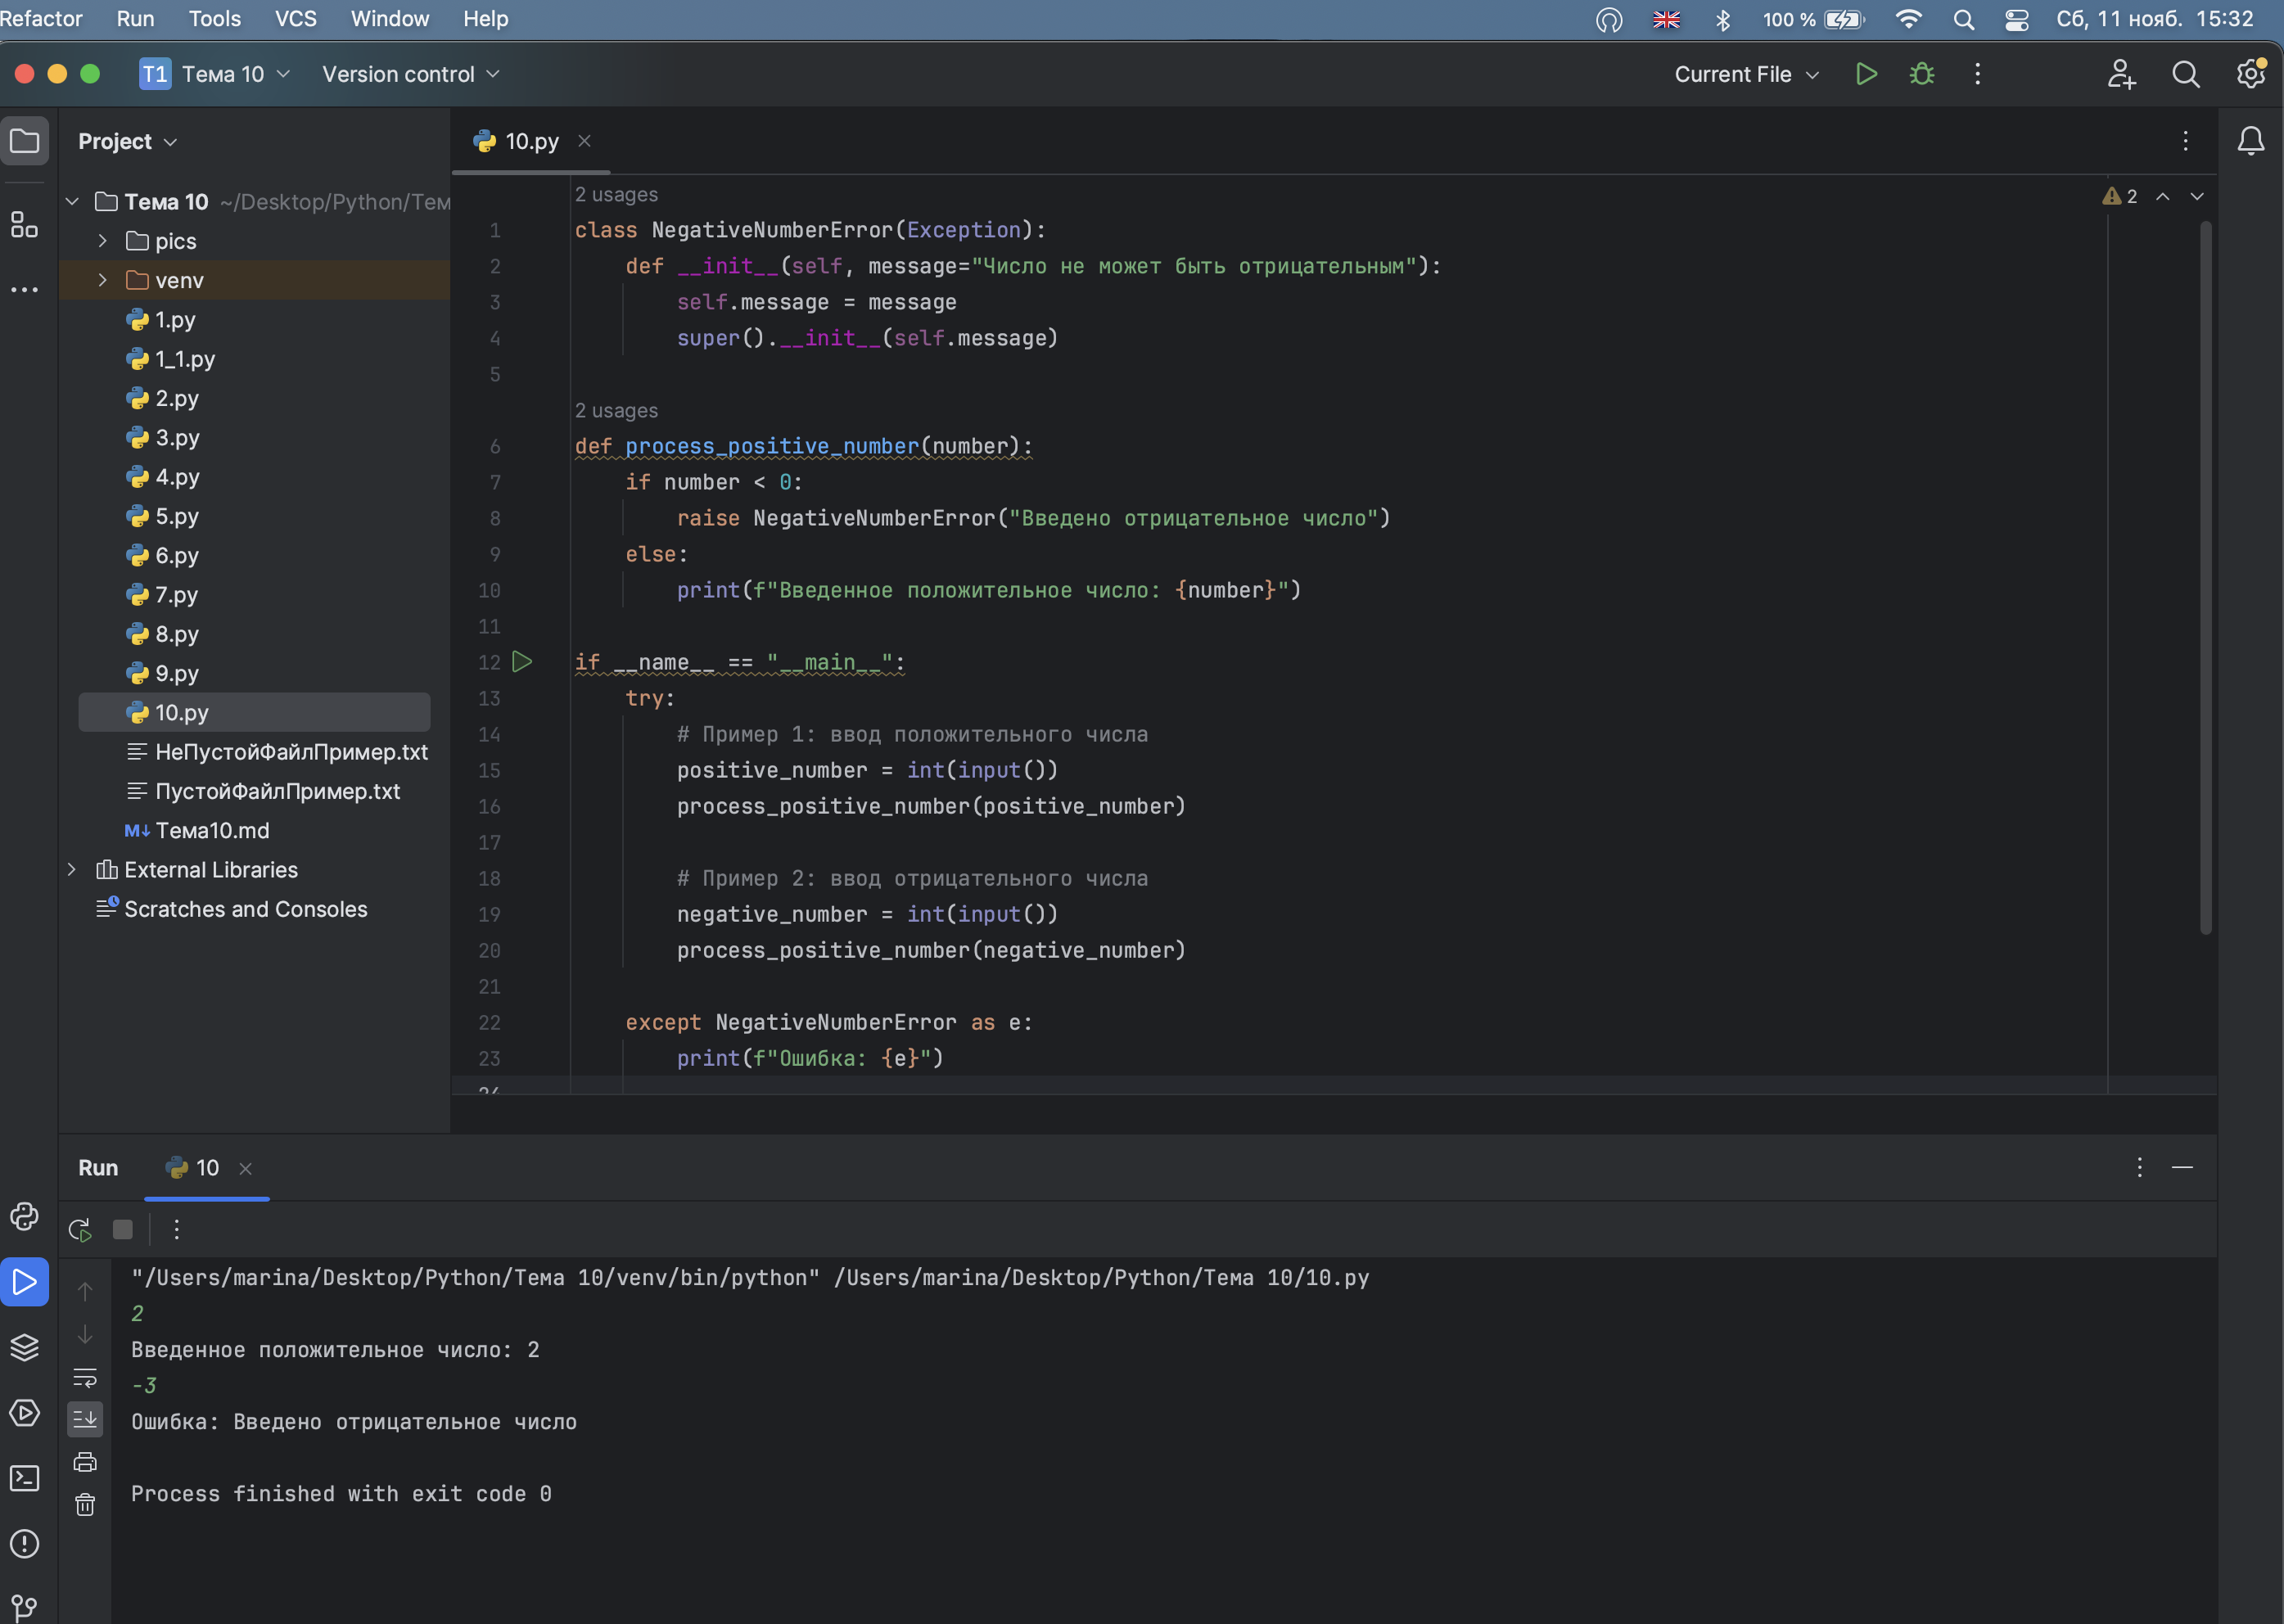 Refactor Run Tools VCS Window Help 100 % Сб, 11 нояб. 15:32
T1 Тема 10 Version control Current File
Project
Тема 10 ~/Desktop/Python/Тем
pics
venv
1.py
1_1.py
2.py
3.py
4.py
5.py
6.py
7.py
8.py
9.py
10.py
НеПустойФайлПример.txt
ПустойФайлПример.txt
M↓ Тема10.md
External Libraries
Scratches and Consoles
10.py
2 usages
2
1 class NegativeNumberError(Exception):
2 def __init__(self, message="Число не может быть отрицательным"):
3 self.message = message
4 super().__init__(self.message)
5
2 usages
6 def process_positive_number(number):
7 if number < 0:
8 raise NegativeNumberError("Введено отрицательное число")
9 else:
10 print(f"Введенное положительное число: {number}")
11
12 if __name__ == "__main__":
13 try:
14 # Пример 1: ввод положительного числа
15 positive_number = int(input())
16 process_positive_number(positive_number)
17
18 # Пример 2: ввод отрицательного числа
19 negative_number = int(input())
20 process_positive_number(negative_number)
21
22 except NegativeNumberError as e:
23 print(f"Ошибка: {e}")
24
Run 10
"/Users/marina/Desktop/Python/Тема 10/venv/bin/python" /Users/marina/Desktop/Python/Тема 10/10.py
2
Введенное положительное число: 2
-3
Ошибка: Введено отрицательное число
Process finished with exit code 0